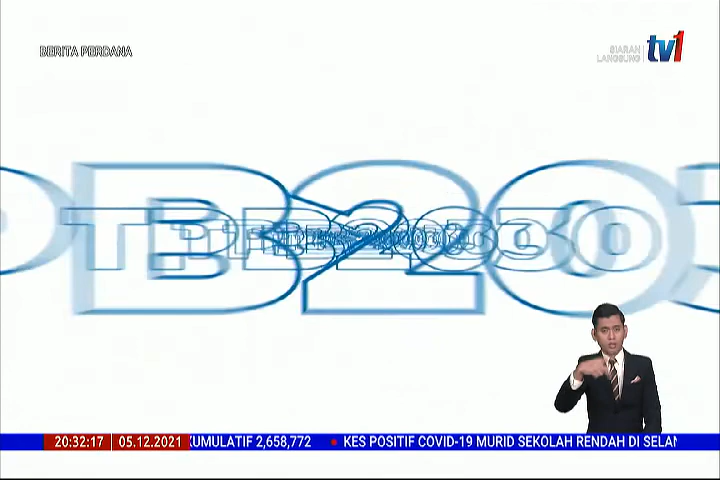 BERITA PERDANA
SIARAN
LANGSUNG
tv1
TPB2030
20:32:17 05.12.2021 KUMULATIF 2,658,772 • KES POSITIF COVID-19 MURID SEKOLAH RENDAH DI SELAN